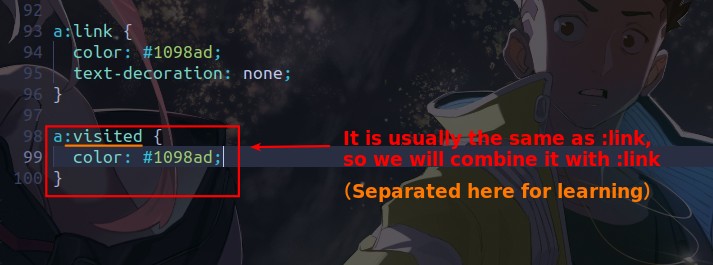 92
93 a:link {
94   color: #1098ad;
95   text-decoration: none;
96 }
97
98 a:visited {
99   color: #1098ad;
100 }
It is usually the same as :link,
so we will combine it with :link
(Separated here for learning)